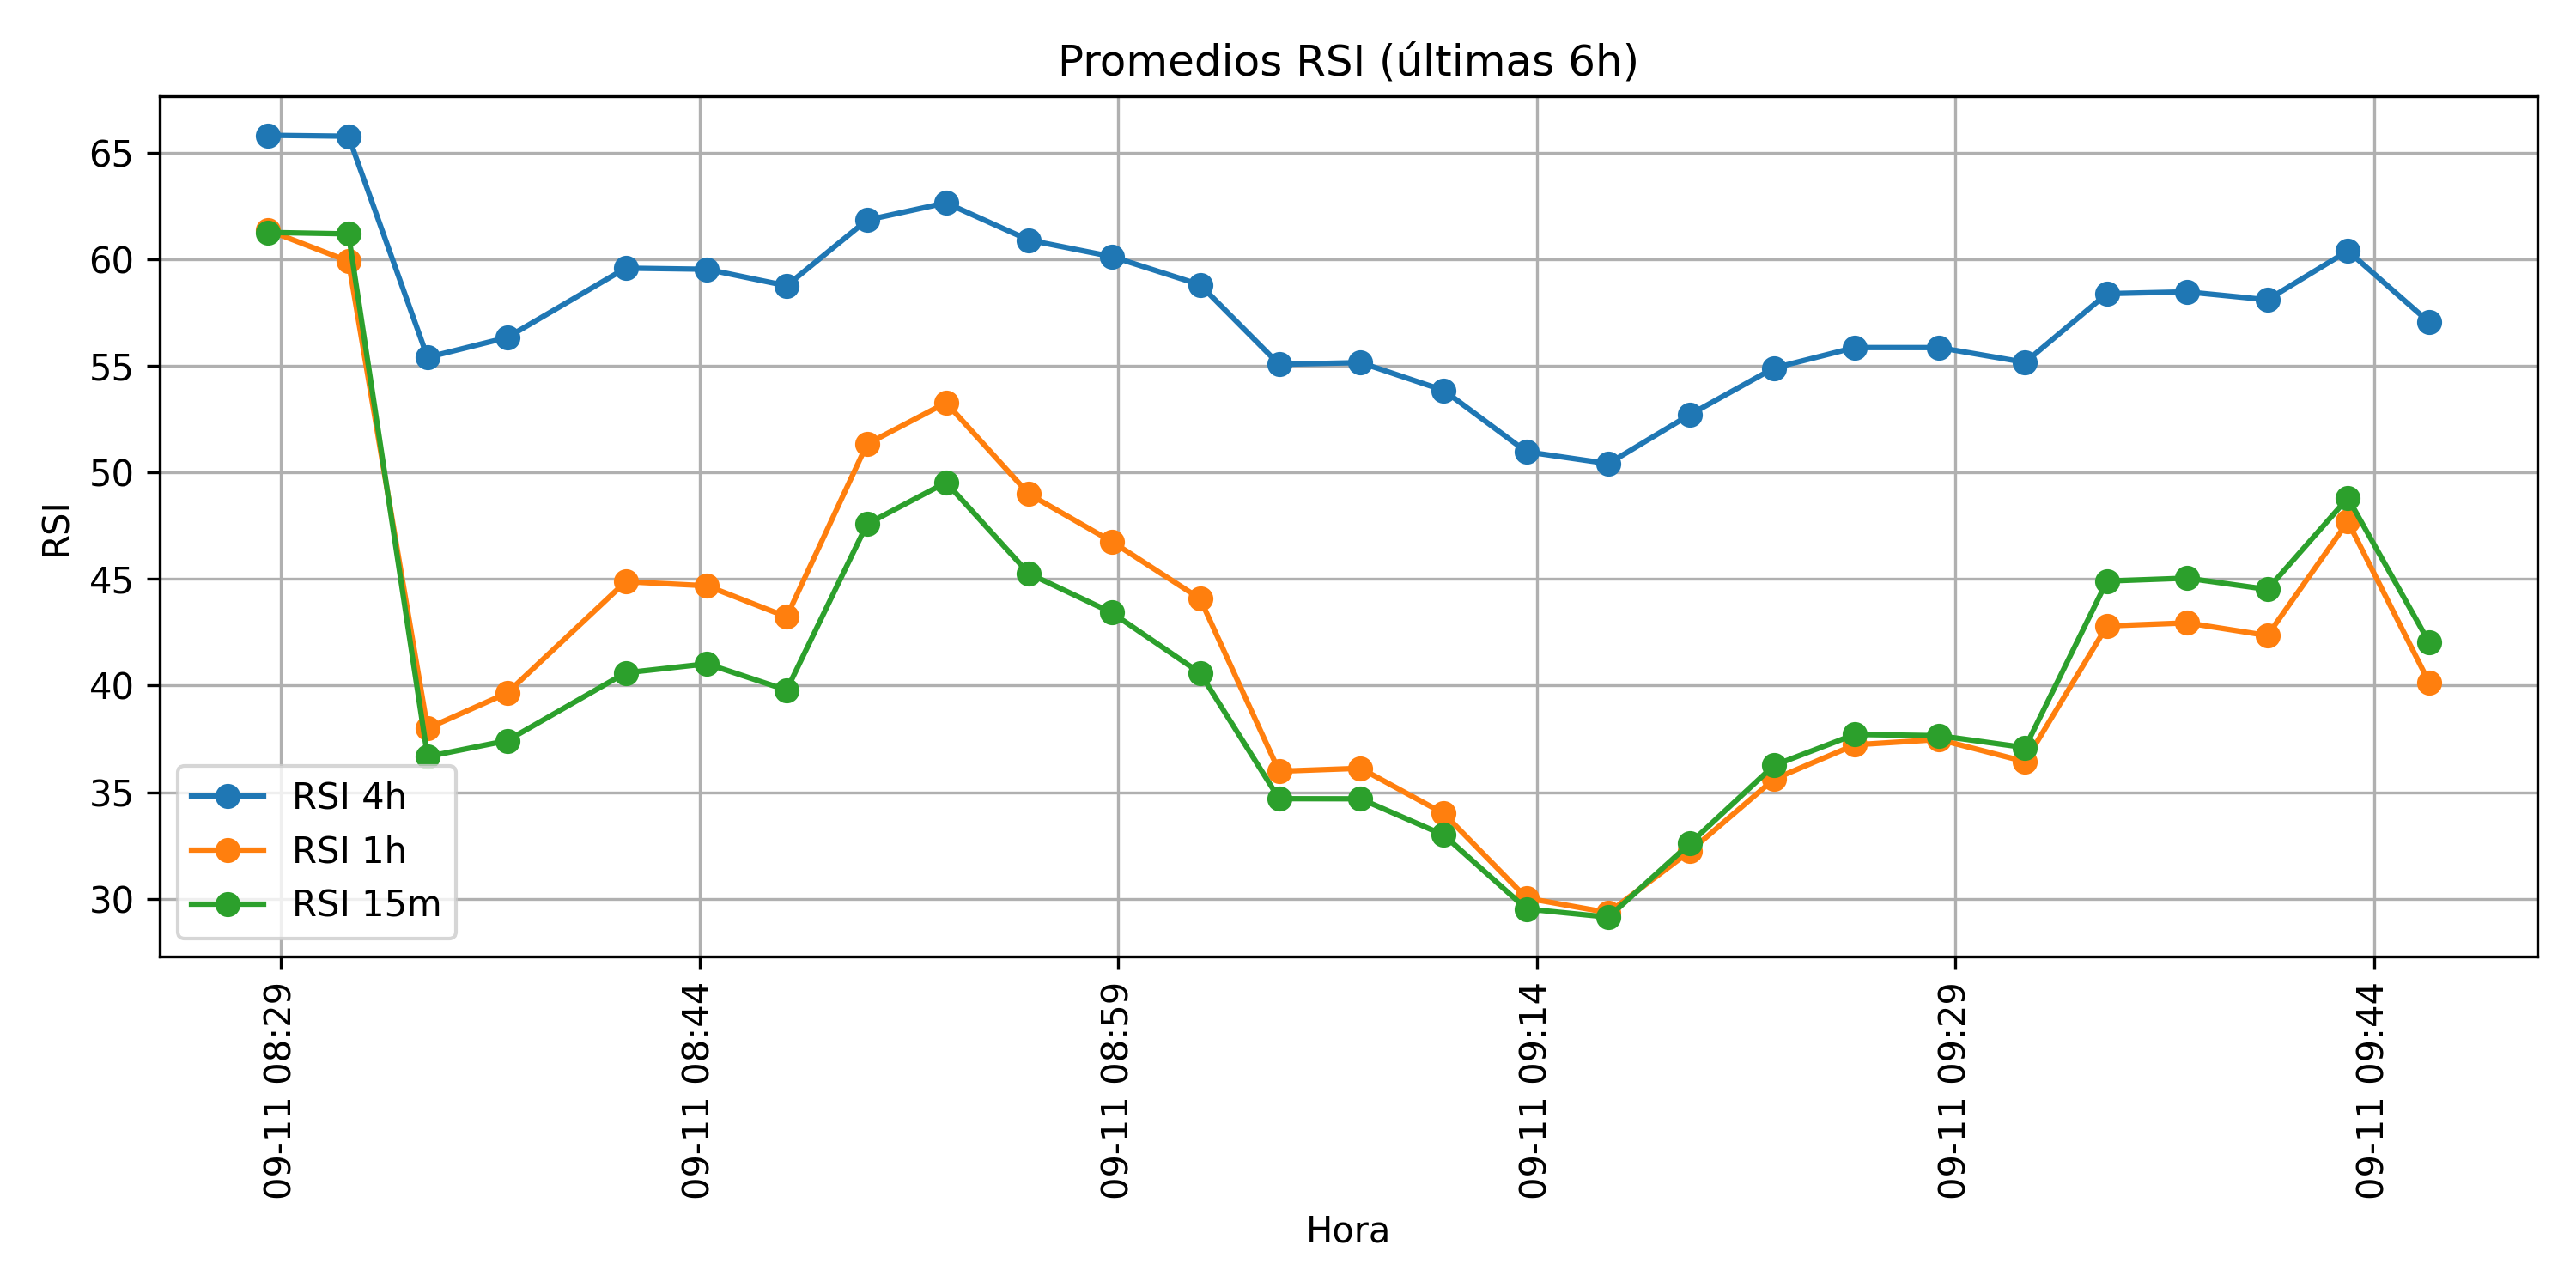 Promedios RSI (últimas 6h)
RSI
65
60
55
50
45
40
35
30
RSI 4h
RSI 1h
RSI 15m
09-11 08:29
09-11 08:44
09-11 08:59
09-11 09:14
09-11 09:29
09-11 09:44
Hora